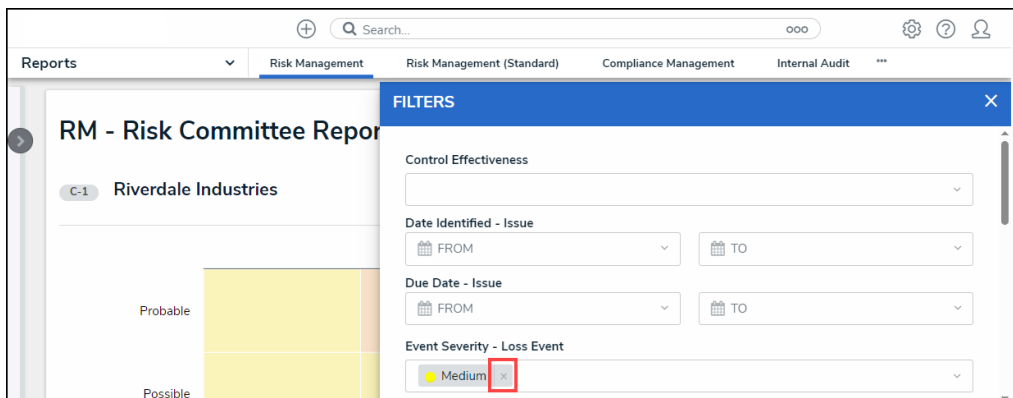 Search...
Reports
Risk Management
Risk Management (Standard)
Compliance Management
Internal Audit
FILTERS
RM - Risk Committee Repor
C-1
Riverdale Industries
Control Effectiveness
Date Identified - Issue
FROM
TO
Due Date - Issue
FROM
TO
Event Severity - Loss Event
Medium
Probable
Possible